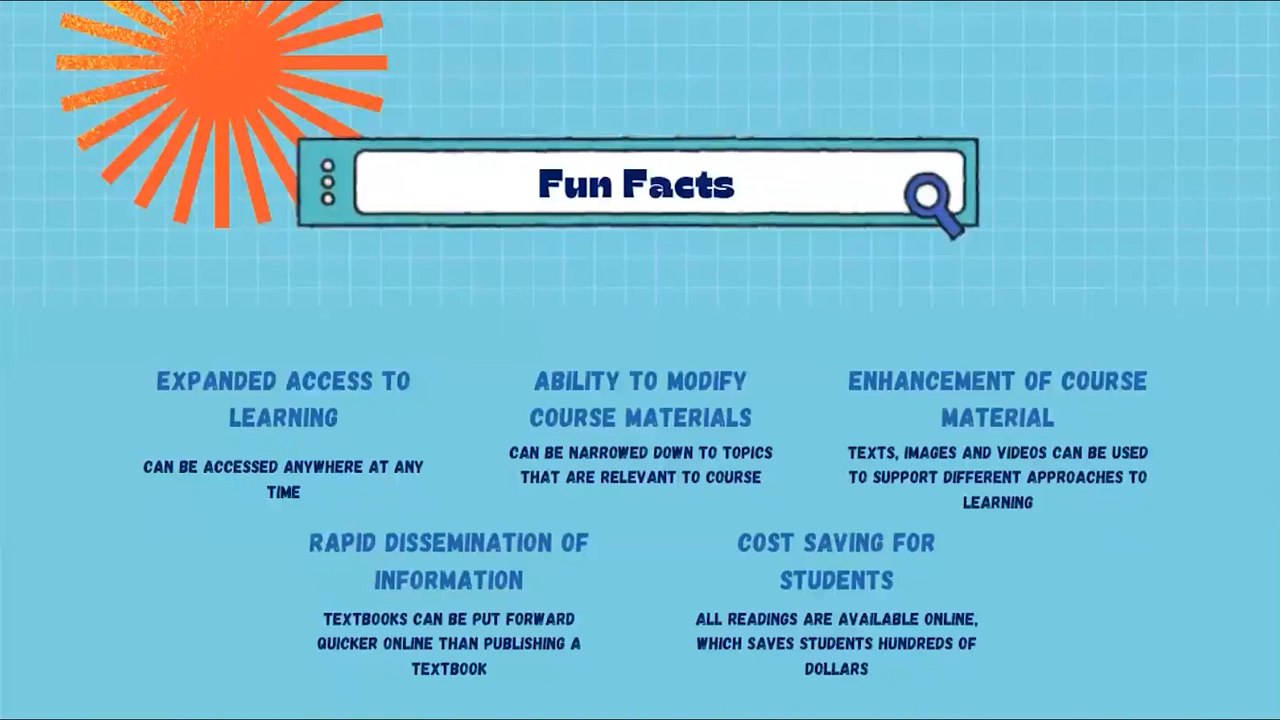 Fun Facts
EXPANDED ACCESS TO
LEARNING
CAN BE ACCESSED ANYWHERE AT ANY
TIME
ABILITY TO MODIFY
COURSE MATERIALS
CAN BE NARROWED DOWN TO TOPICS
THAT ARE RELEVANT TO COURSE
ENHANCEMENT OF COURSE
MATERIAL
TEXTS, IMAGES AND VIDEOS CAN BE USED
TO SUPPORT DIFFERENT APPROACHES TO
LEARNING
RAPID DISSEMINATION OF
INFORMATION
TEXTBOOKS CAN BE PUT FORWARD
QUICKER ONLINE THAN PUBLISHING A
TEXTBOOK
COST SAVING FOR
STUDENTS
ALL READINGS ARE AVAILABLE ONLINE,
WHICH SAVES STUDENTS HUNDREDS OF
DOLLARS